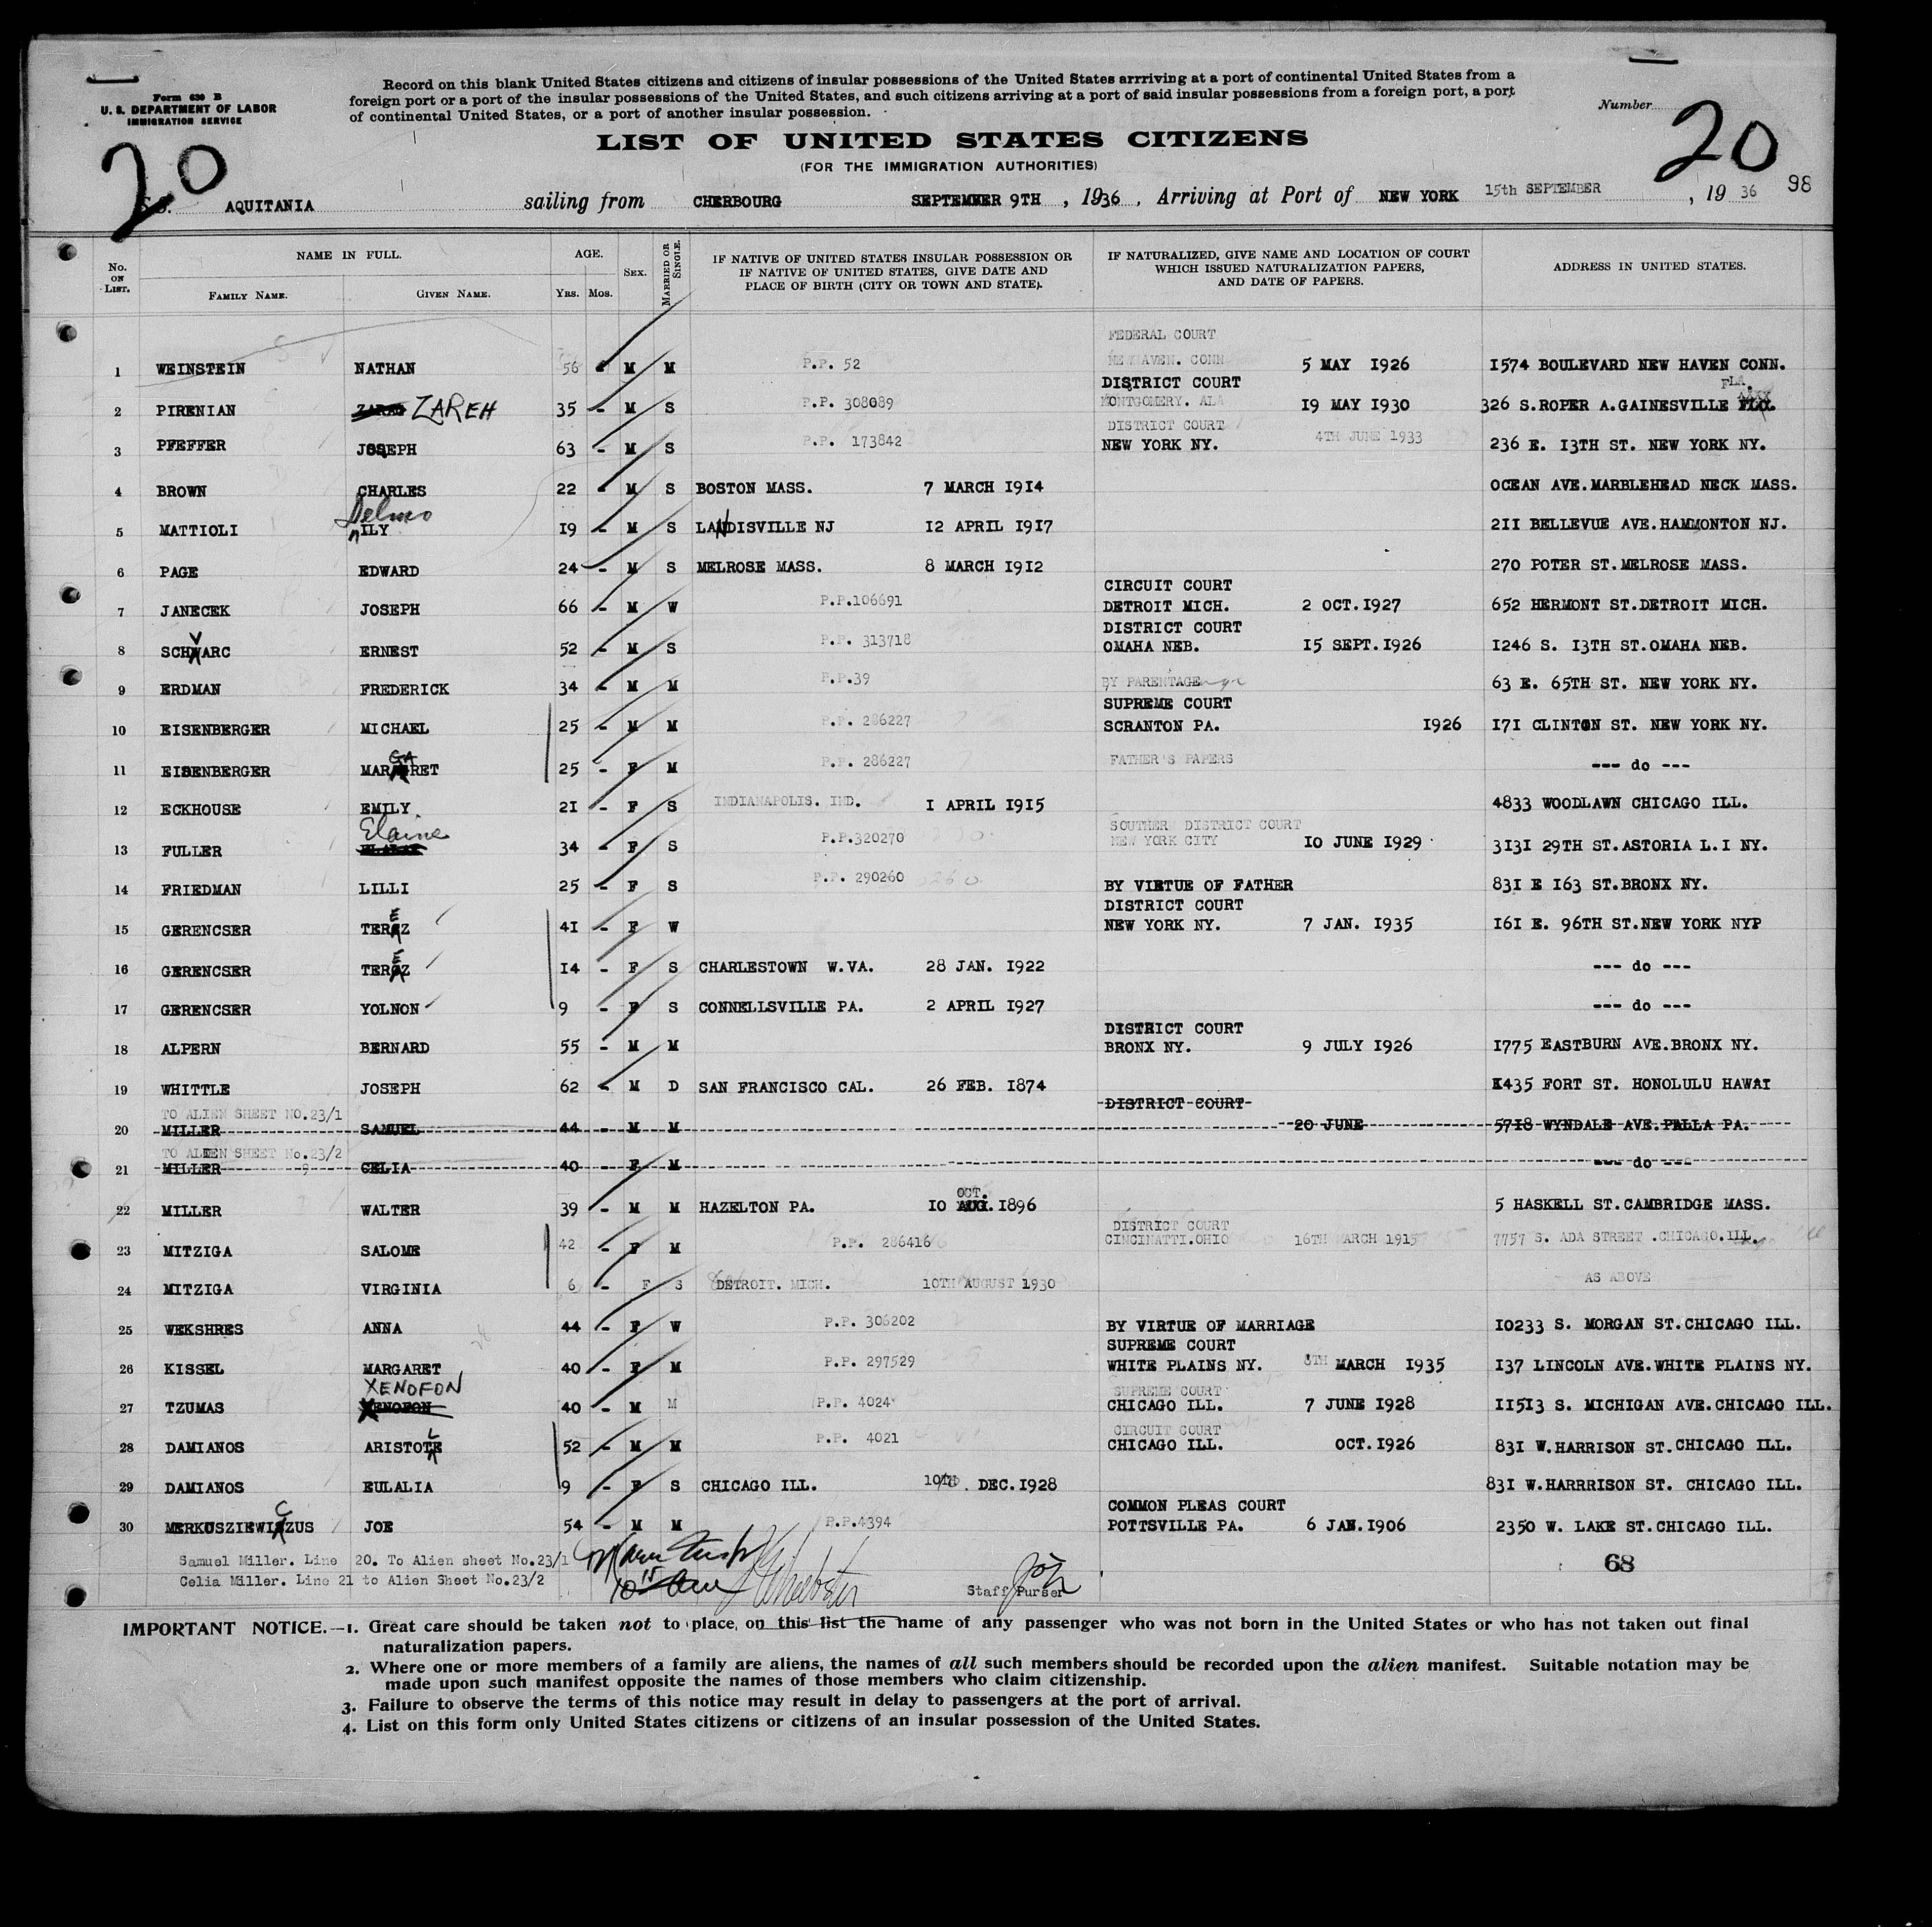 Form 630 B
U. S. DEPARTMENT OF LABOR
IMMIGRATION SERVICE
Record on this blank United States citizens and citizens of insular possessions of the United States arrriving at a port of continental United States from a
foreign port or a port of the insular possessions of the United States, and such citizens arriving at a port of said insular possessions from a foreign port, a port
of continental United States, or a port of another insular possession.
Number
20
20
LIST OF UNITED STATES CITIZENS
(FOR THE IMMIGRATION AUTHORITIES)
S.S. AQUITANIA sailing from CHERBOURG SEPTEMBER 9TH , 1936 , Arriving at Port of NEW YORK 15th SEPTEMBER , 19 36 98
No. ON LIST. NAME IN FULL. FAMILY NAME. GIVEN NAME. AGE. YRS. MOS. SEX. MARRIED OR SINGLE. IF NATIVE OF UNITED STATES INSULAR POSSESSION OR IF NATIVE OF UNITED STATES, GIVE DATE AND PLACE OF BIRTH (CITY OR TOWN AND STATE). IF NATURALIZED, GIVE NAME AND LOCATION OF COURT WHICH ISSUED NATURALIZATION PAPERS, AND DATE OF PAPERS. ADDRESS IN UNITED STATES.
FEDERAL COURT
1 WEINSTEIN NATHAN 56 M M P.P. 52 NEW HAVEN. CONN 5 MAY 1926 1574 BOULEVARD NEW HAVEN CONN.
DISTRICT COURT FLA.
2 PIRENIAN ZAREH 35 - M S P.P. 308089 MONTGOMERY. ALA 19 MAY 1930 326 S.ROPER A.GAINESVILLE
DISTRICT COURT
3 PFEFFER JOSEPH 63 - M S P.P. 173842 NEW YORK NY. 4TH JUNE 1933 236 E. 13TH ST. NEW YORK NY.
4 BROWN CHARLES 22 - M S BOSTON MASS. 7 MARCH 1914 OCEAN AVE.MARBLEHEAD NECK MASS.
Delmo
5 MATTIOLI ILY 19 - M S LANDISVILLE NJ 12 APRIL 1917 211 BELLEVUE AVE.HAMMONTON NJ.
6 PAGE EDWARD 24 - M S MELROSE MASS. 8 MARCH 1912 270 POTER ST.MELROSE MASS.
CIRCUIT COURT
7 JANECEK JOSEPH 66 - M W P.P.106691 DETROIT MICH. 2 OCT.1927 652 HERMONT ST.DETROIT MICH.
DISTRICT COURT
8 SCHVARC ERNEST 52 - M S P.P. 313718 OMAHA NEB. 15 SEPT.1926 1246 S. 13TH ST.OMAHA NEB.
9 ERDMAN FREDERICK 34 - M M P.P.39 BY PARENTAGE 63 E. 65TH ST. NEW YORK NY.
SUPREME COURT
10 EISENBERGER MICHAEL 25 - M M P.P. 286227 SCRANTON PA. 1926 171 CLINTON ST. NEW YORK NY.
11 EISENBERGER MARGARET 25 - F M P.P. 286227 FATHER'S PAPERS --- do ---
12 ECKHOUSE EMILY 21 - F S INDIANAPOLIS. IND. 1 APRIL 1915 4833 WOODLAWN CHICAGO ILL.
Elaine SOUTHERN DISTRICT COURT
13 FULLER 34 - F S P.P.320270 NEW YORK CITY 10 JUNE 1929 3131 29TH ST.ASTORIA L.I NY.
14 FRIEDMAN LILLI 25 - F S P.P. 290260 BY VIRTUE OF FATHER 831 E 163 ST.BRONX NY.
DISTRICT COURT
15 GERENCSER TEREZ 41 - F W NEW YORK NY. 7 JAN. 1935 161 E. 96TH ST.NEW YORK NYP
16 GERENCSER TEREZ 14 - F S CHARLESTOWN W.VA. 28 JAN. 1922 --- do ---
17 GERENCSER YOLNON 9 - F S CONNELLSVILLE PA. 2 APRIL 1927 --- do ---
DISTRICT COURT
18 ALPERN BERNARD 55 - M M BRONX NY. 9 JULY 1926 1775 EASTBURN AVE.BRONX NY.
19 WHITTLE JOSEPH 62 - M D SAN FRANCISCO CAL. 26 FEB. 1874 1435 FORT ST. HONOLULU HAWAI
TO ALIEN SHEET NO.23/1 DISTRICT COURT
20 MILLER SAMUEL 44 - M M 20 JUNE 5718 WYNDALE AVE.PALLA PA.
TO ALIEN SHEET No.23/2
21 MILLER CELIA 40 - F M --- do ---
OCT.
22 MILLER WALTER 39 - M M HAZELTON PA. 10 AUG. 1896 5 HASKELL ST.CAMBRIDGE MASS.
DISTRICT COURT
23 MITZIGA SALOME 42 - F M P.P. 286416 CINCINATTI.OHIO 16TH MARCH 1915 7757 S. ADA STREET .CHICAGO.ILL.
24 MITZIGA VIRGINIA 6 - F S DETROIT. MICH. 10TH AUGUST 1930 AS ABOVE
25 WEKSHRES ANNA 44 - F W P.P. 306202 BY VIRTUE OF MARRIAGE 10233 S. MORGAN ST.CHICAGO ILL.
SUPREME COURT
26 KISSEL MARGARET 40 - F M P.P. 297529 WHITE PLAINS NY. 8TH MARCH 1935 137 LINCOLN AVE.WHITE PLAINS NY.
XENOFON SUPREME COURT
27 TZUMAS XENOFON 40 - M M P.P. 4024 CHICAGO ILL. 7 JUNE 1928 11513 S. MICHIGAN AVE.CHICAGO ILL.
CIRCUIT COURT
28 DAMIANOS ARISTOTLE 52 - M M P.P. 4021 CHICAGO ILL. OCT.1926 831 W.HARRISON ST.CHICAGO ILL.
29 DAMIANOS EULALIA 9 - F S CHICAGO ILL. 10TH. DEC.1928 831 W.HARRRISON ST. CHICAGO ILL.
COMMON PLEAS COURT
30 MERKUSZIEWICZUS JOE 54 - M M P.P.4394 POTTSVILLE PA. 6 JAN.1906 2350 W. LAKE ST.CHICAGO ILL.
Samuel Miller. Line 20. To Alien sheet No.23/1
68
Celia Miller. Line 21 to Alien Sheet No.23/2
Staff Purser
IMPORTANT NOTICE.—1. Great care should be taken not to place on this list the name of any passenger who was not born in the United States or who has not taken out final
naturalization papers.
2. Where one or more members of a family are aliens, the names of all such members should be recorded upon the alien manifest. Suitable notation may be
made upon such manifest opposite the names of those members who claim citizenship.
3. Failure to observe the terms of this notice may result in delay to passengers at the port of arrival.
4. List on this form only United States citizens or citizens of an insular possession of the United States.